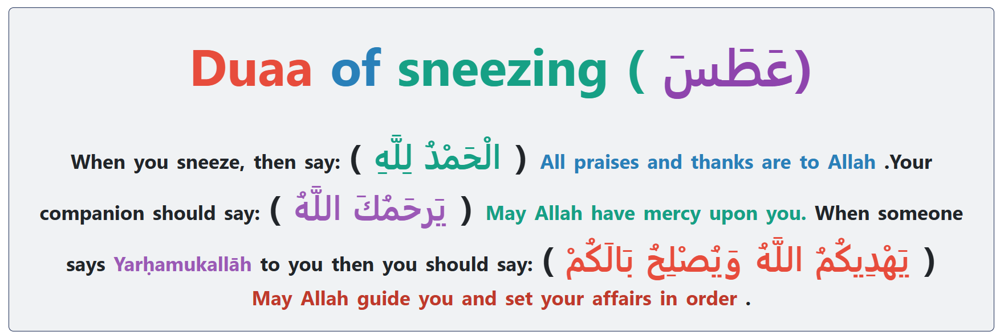 Duaa of sneezing ( عَطَسَ)
When you sneeze, then say: ( الْحَمْدُ لِلَّهِ ) All praises and thanks are to Allah .Your
companion should say: ( يَرحَمُكَ اللَّهُ ) May Allah have mercy upon you. When someone
says Yarḥamukallāh to you then you should say: ( يَهْدِيكُمُ اللَّهُ وَيُصْلِحُ بَالَكُمْ )
May Allah guide you and set your affairs in order .